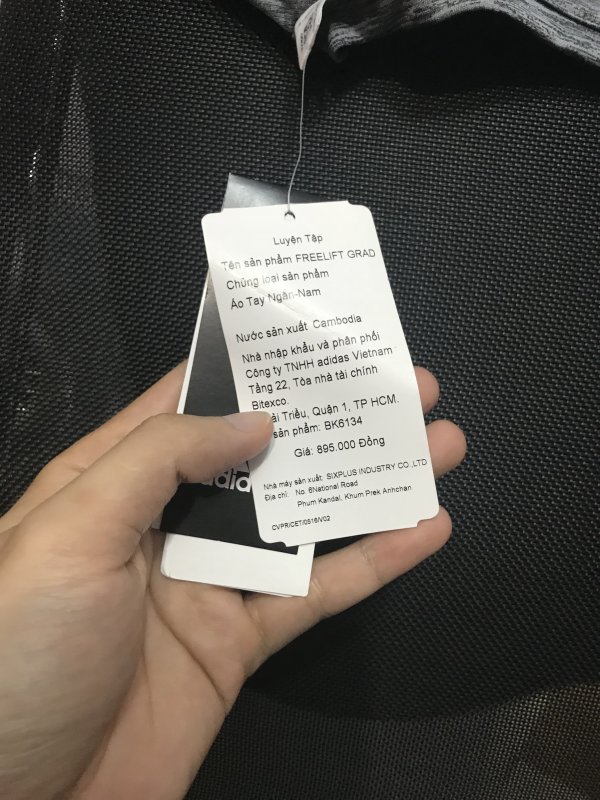 Luyện Tập
Tên sản phẩm FREELIFT GRAD
Chủng loại sản phẩm
Áo Tay Ngắn-Nam
Nước sản xuất Cambodia
Nhà nhập khẩu và phân phối
Công ty TNHH adidas Vietnam
Tầng 22, Tòa nhà tài chính
Bitexco.
Triều, Quận 1, TP HCM.
sản phẩm: BK6134
Giá: 895,000 Đồng
Nhà máy sản xuất: SIXPLUS INDUSTRY CO.,LTD
Địa chỉ: No. 6National Road
Phum Kandal, Khum Prek Anhchan
CVPR/CET/0516/V02